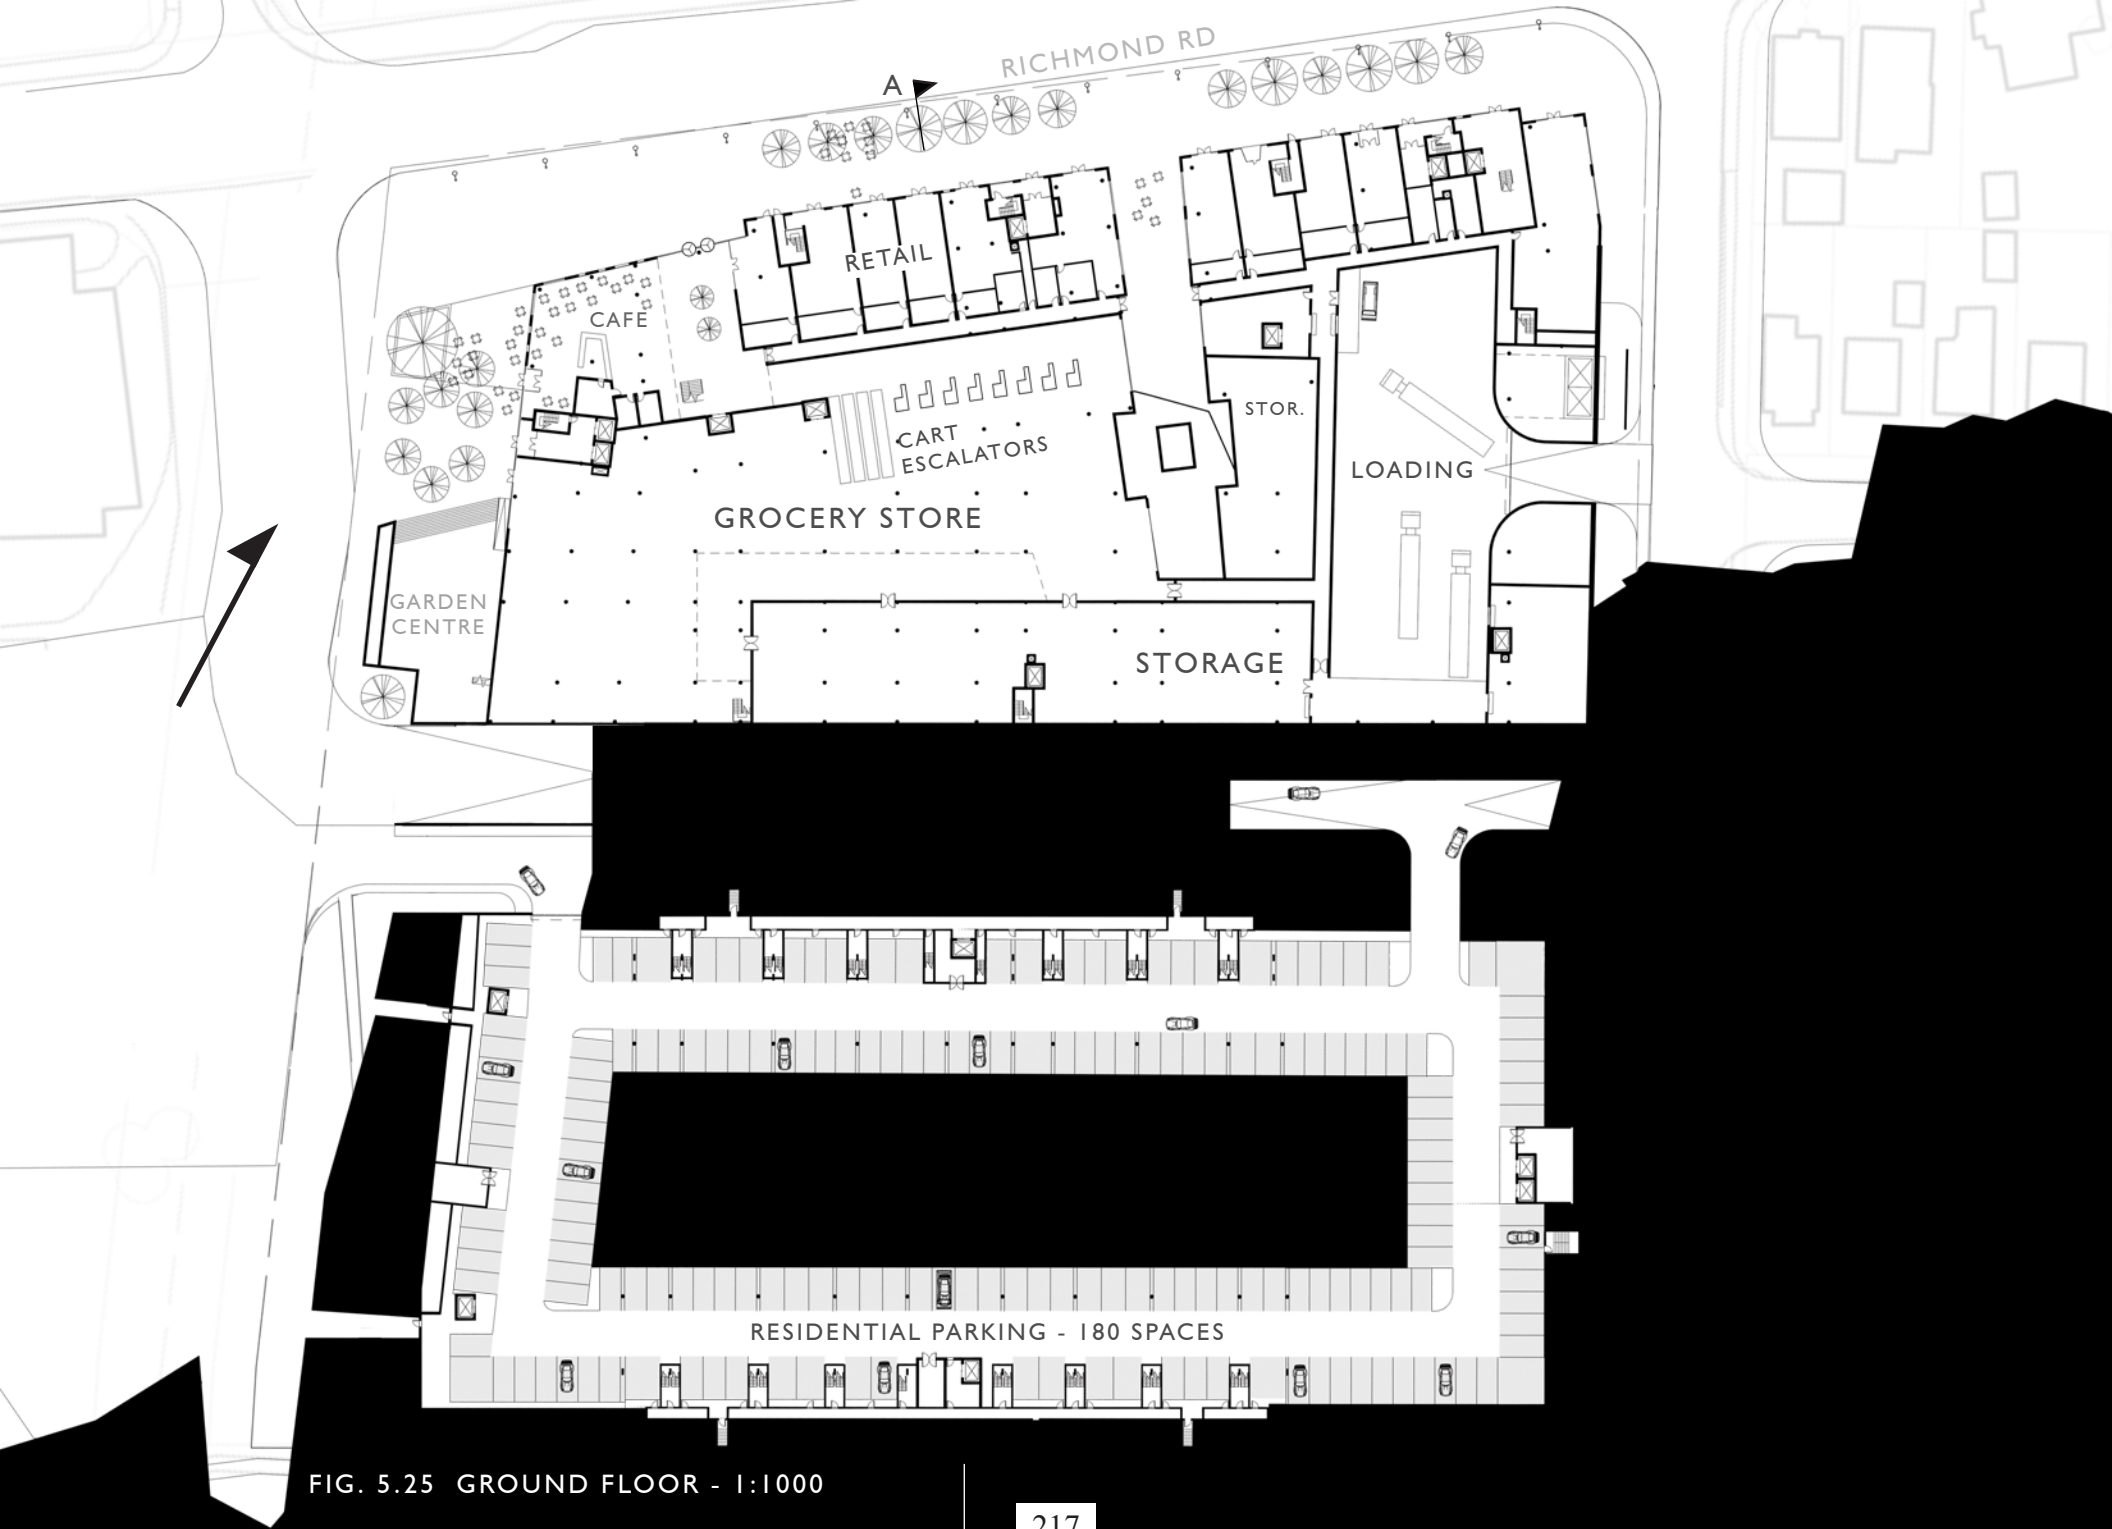 RICHMOND RD
A
RETAIL
CAFE
STOR.
CART
ESCALATORS
LOADING
GROCERY STORE
GARDEN
CENTRE
STORAGE
RESIDENTIAL PARKING - 180 SPACES
FIG. 5.25 GROUND FLOOR - 1:1000
217